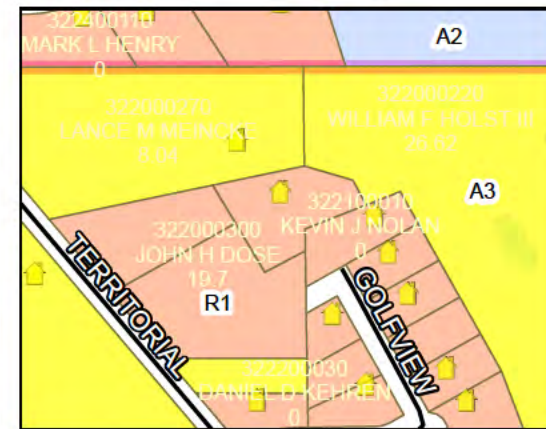 322400110
MARK L HENRY
0
A2
322000270
LANCE M MEINCKE
8.04
322000220
WILLIAM F HOLST III
26.62
A3
322100010
KEVIN J NOLAN
0
322000300
JOHN H DOSE
19.7
R1
TERRITORIAL
GOLFVIEW
322200030
DANIEL D KEHREN
0